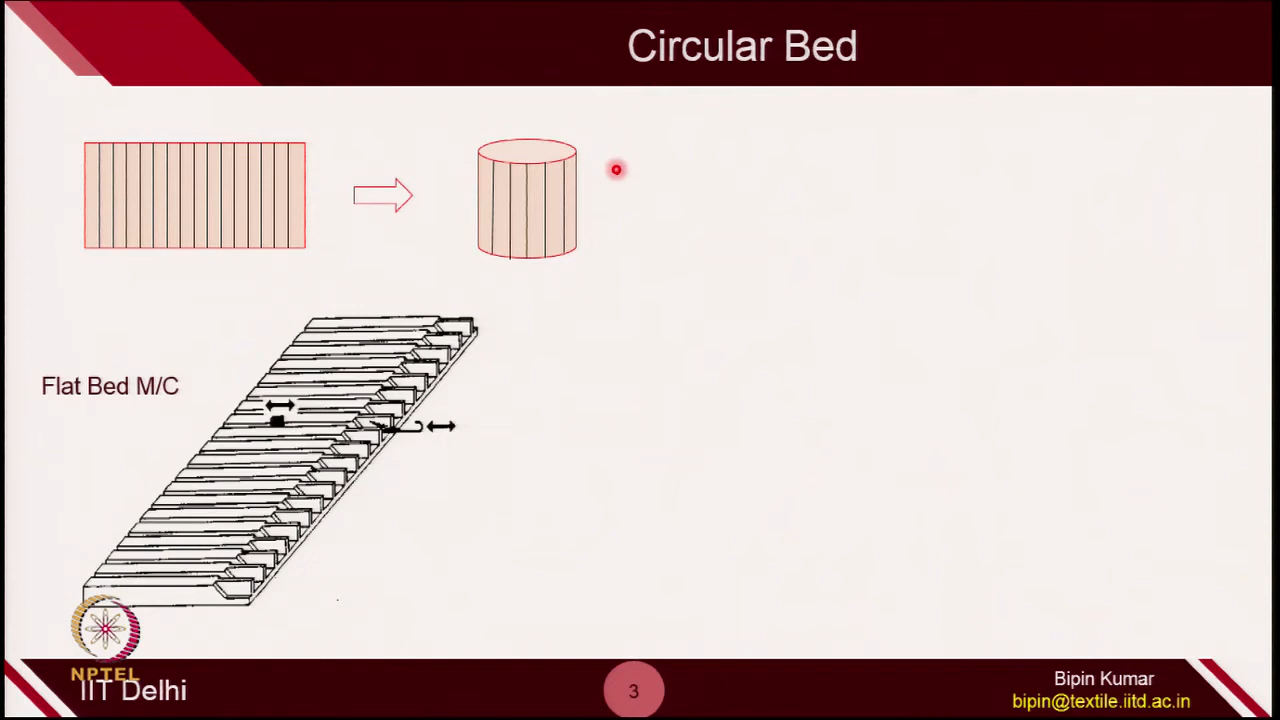 Circular Bed
Flat Bed M/C
NPTEL
IIT Delhi
3
Bipin Kumar
bipin@textile.iitd.ac.in